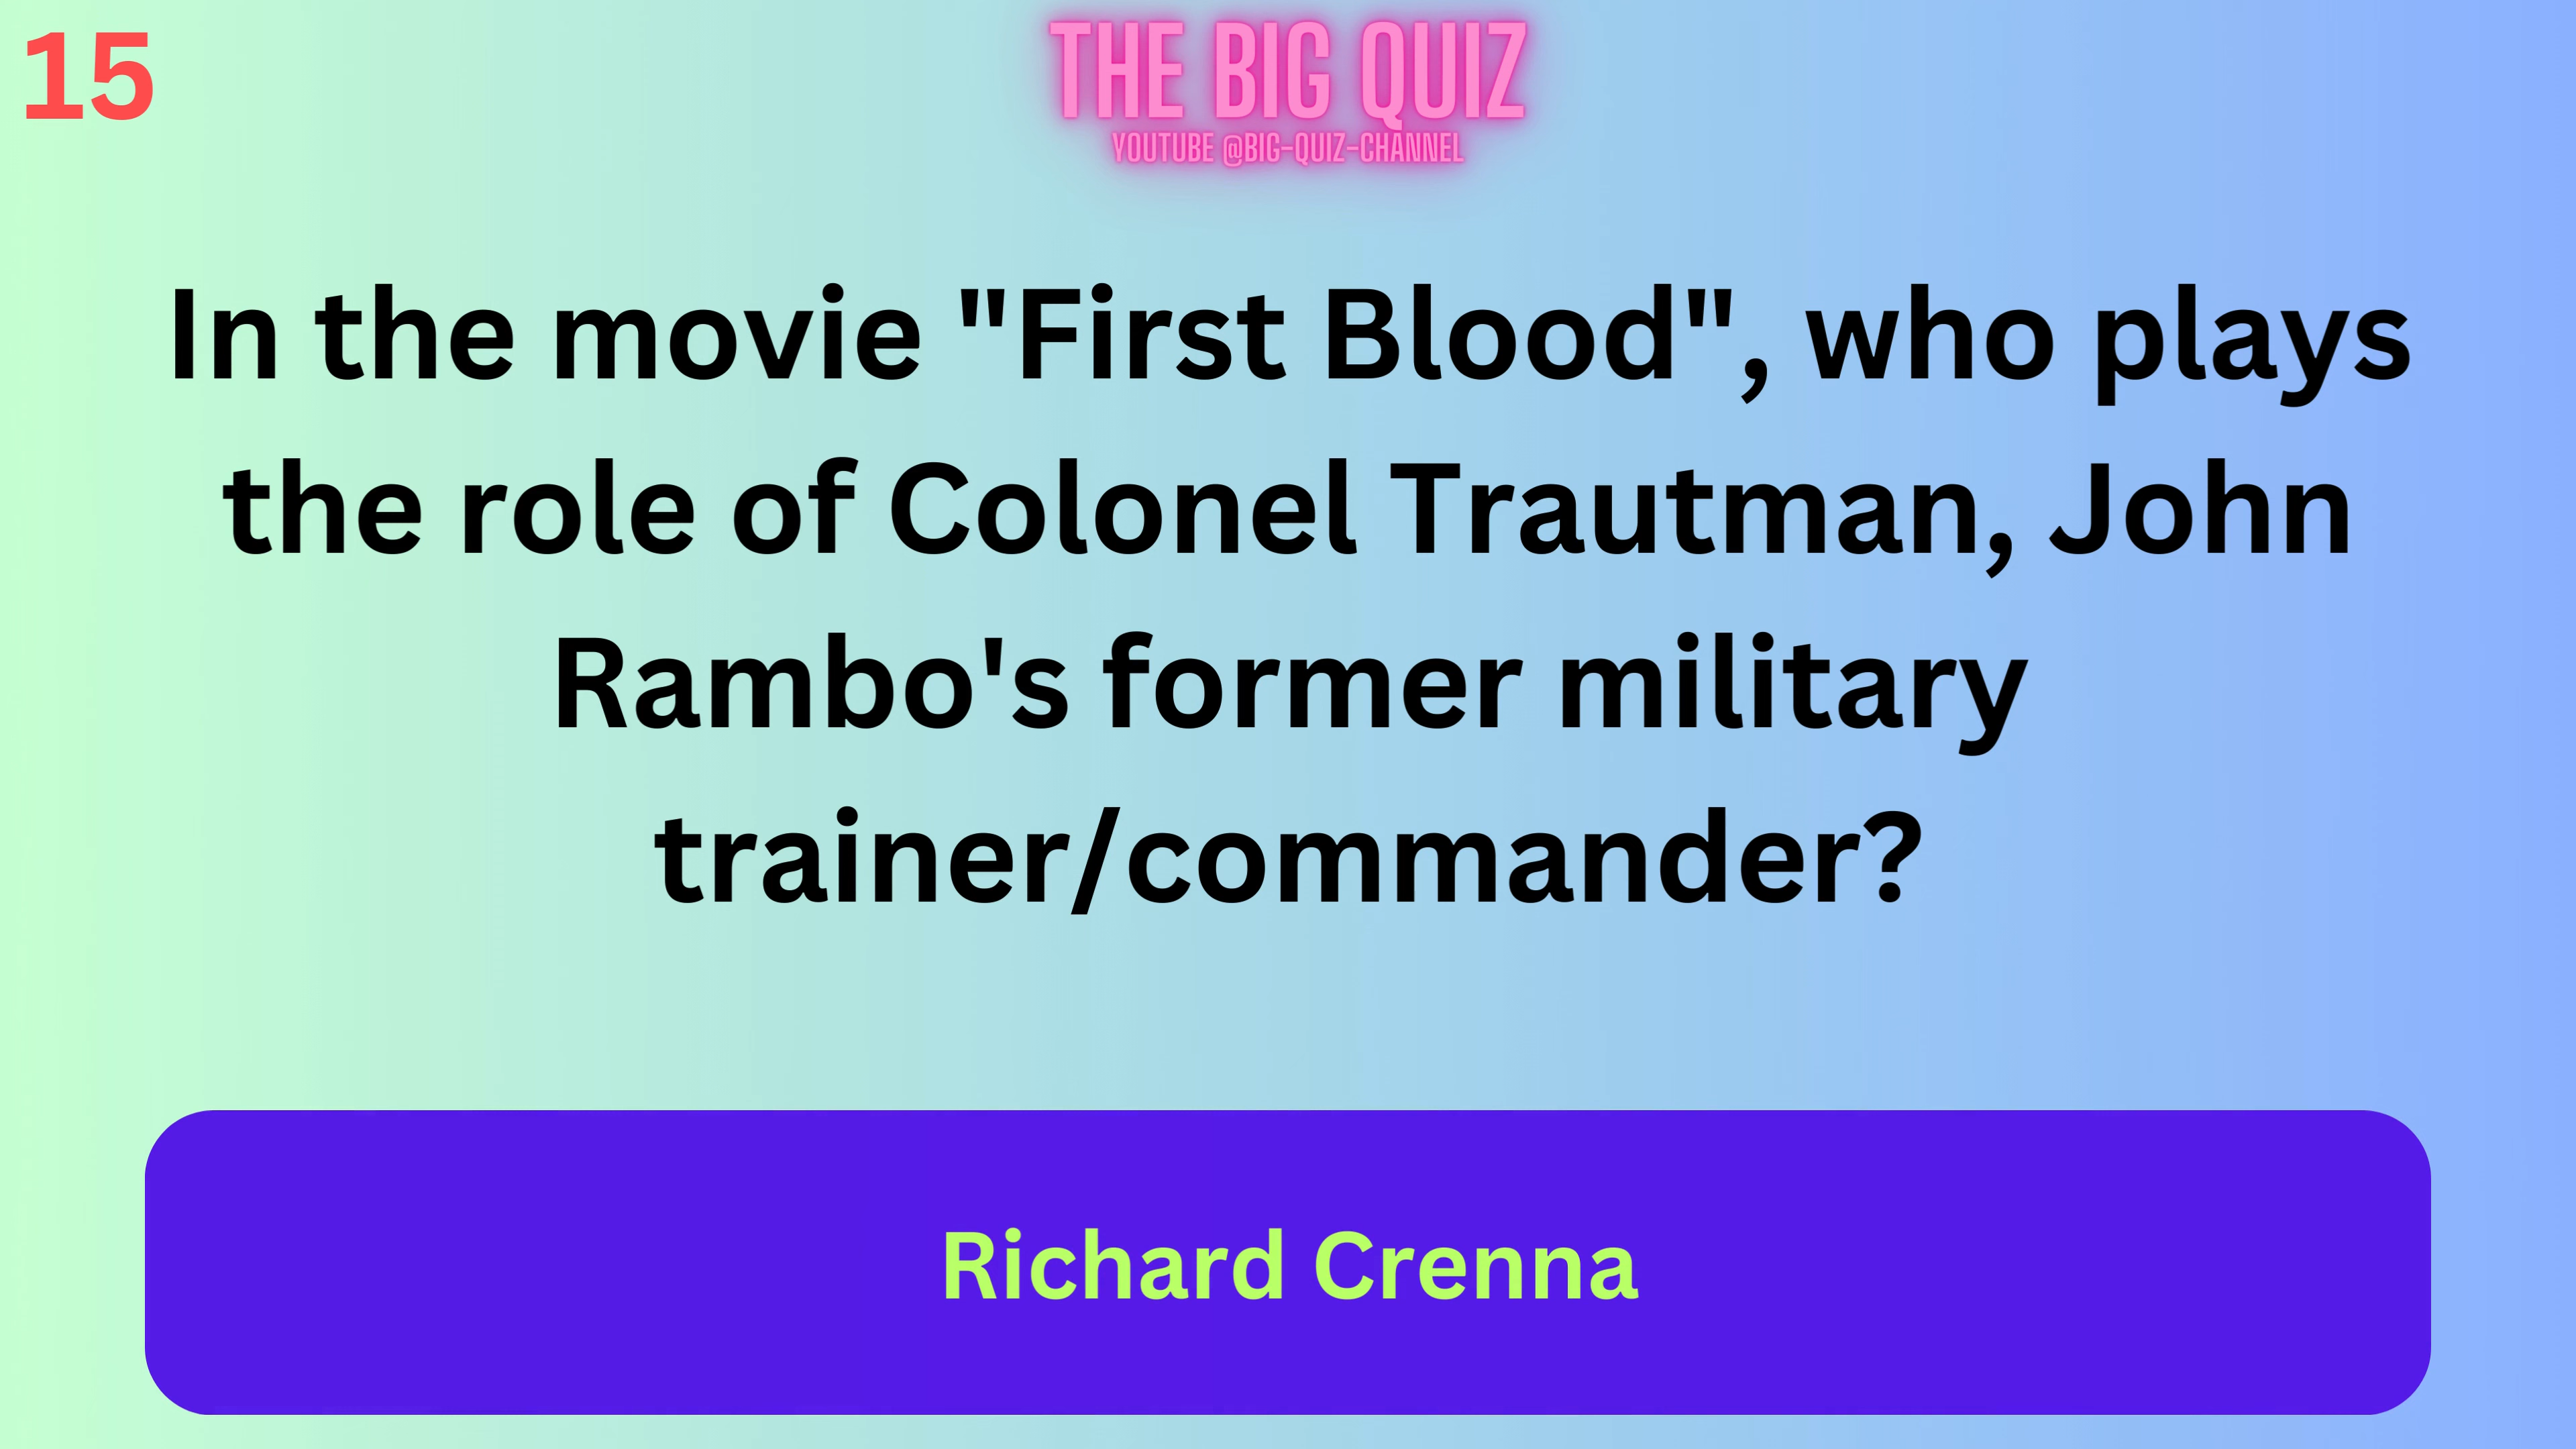 15
THE BIG QUIZ
YOUTUBE @BIG-QUIZ-CHANNEL
In the movie "First Blood", who plays
the role of Colonel Trautman, John
Rambo's former military
trainer/commander?
Richard Crenna